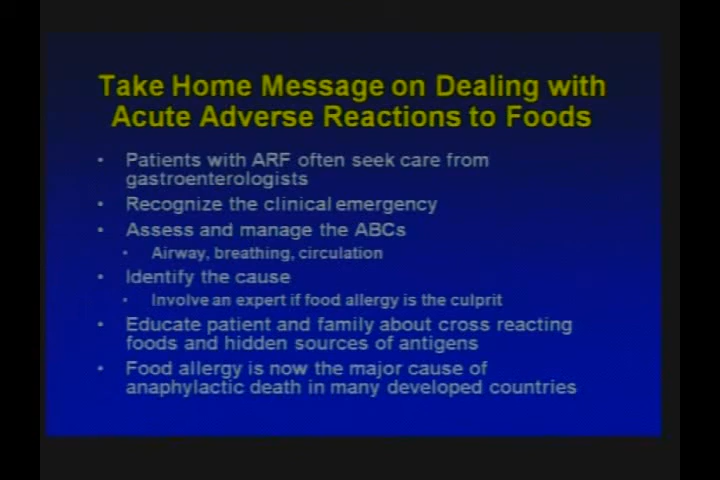 Take Home Message on Dealing with
Acute Adverse Reactions to Foods
• Patients with ARF often seek care from
gastroenterologists
• Recognize the clinical emergency
• Assess and manage the ABCs
• Airway, breathing, circulation
• Identify the cause
• Involve an expert if food allergy is the culprit
• Educate patient and family about cross reacting
foods and hidden sources of antigens
• Food allergy is now the major cause of
anaphylactic death in many developed countries